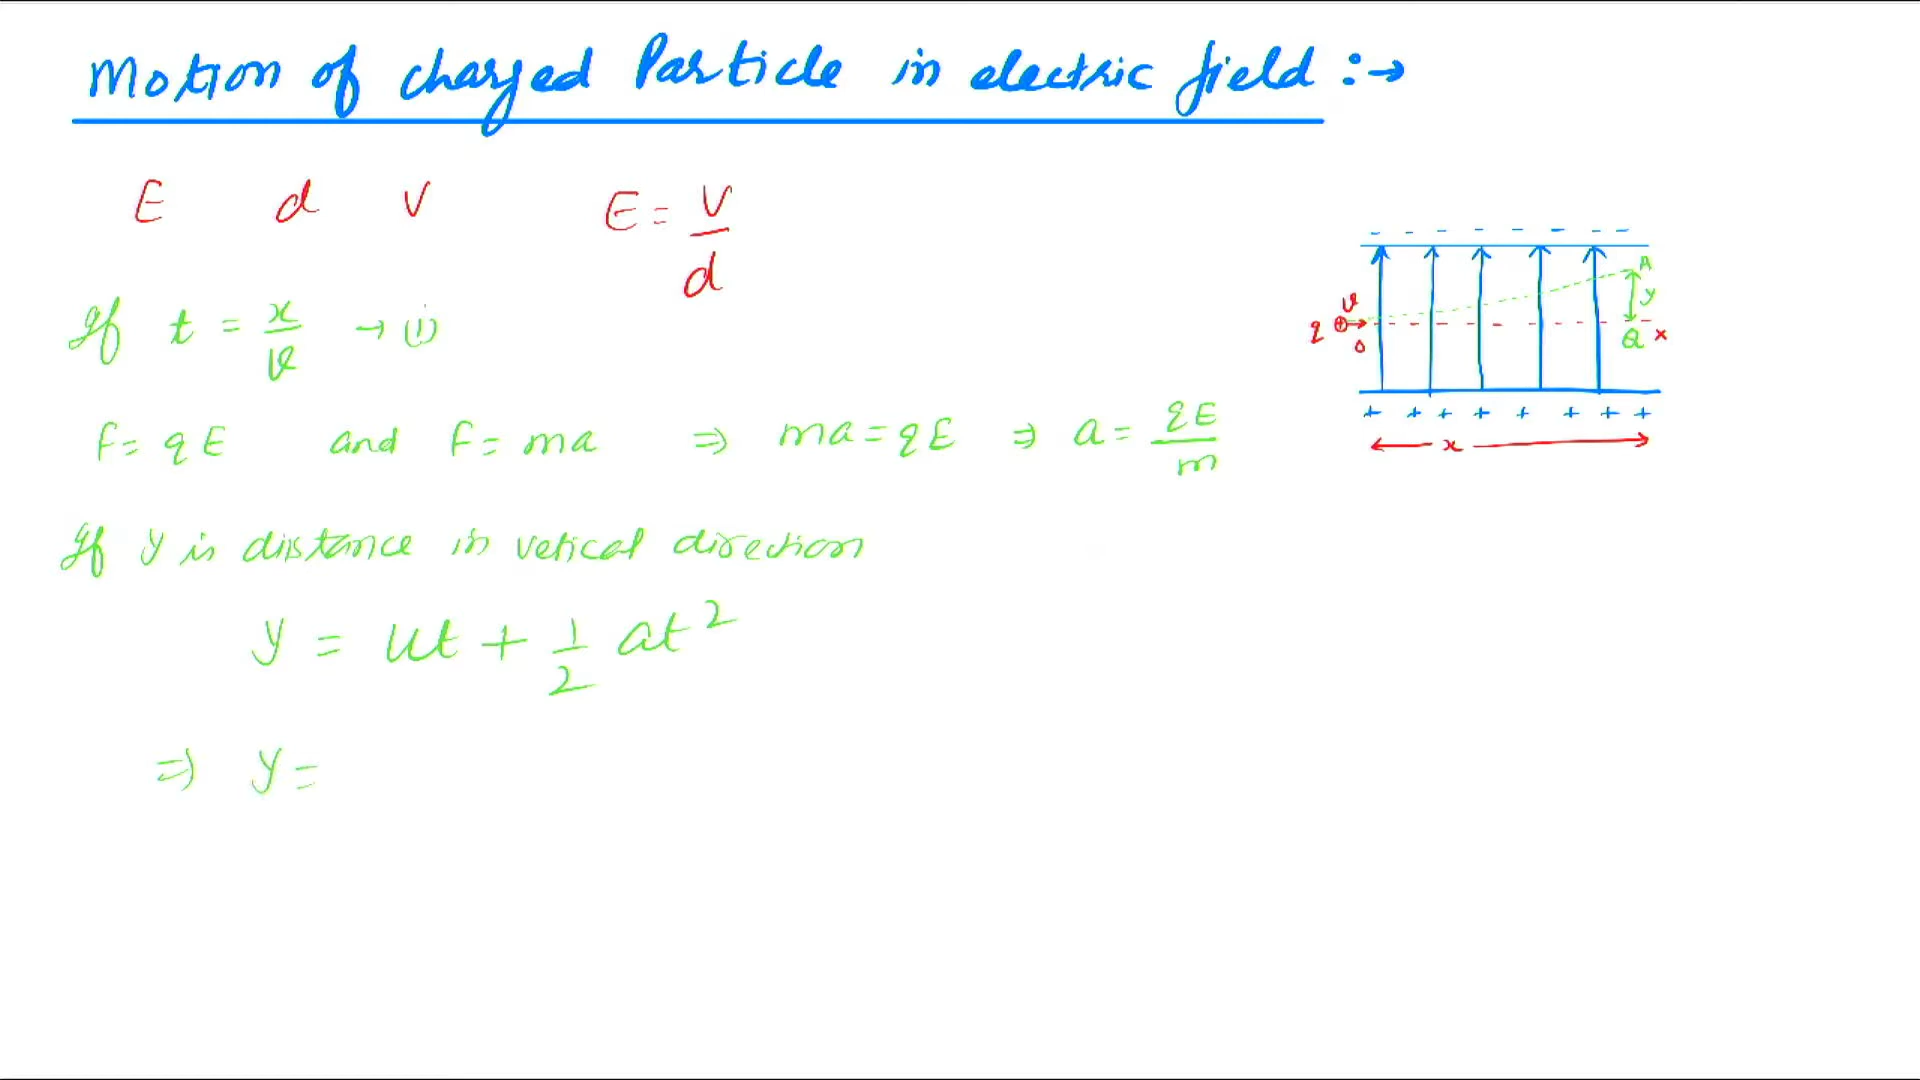 Motion of charged Particle in electric field :→
E d V E = V/d
If t = x/v → (i)
F = qE and F = ma ⇒ ma = qE ⇒ a = qE/m
If y is distance in vetical direction
y = ut + 1/2 at²
⇒ y =
- - - - - - - -
A
y
v
q ⊕→
o
Q x
+ + + + + + + +
x